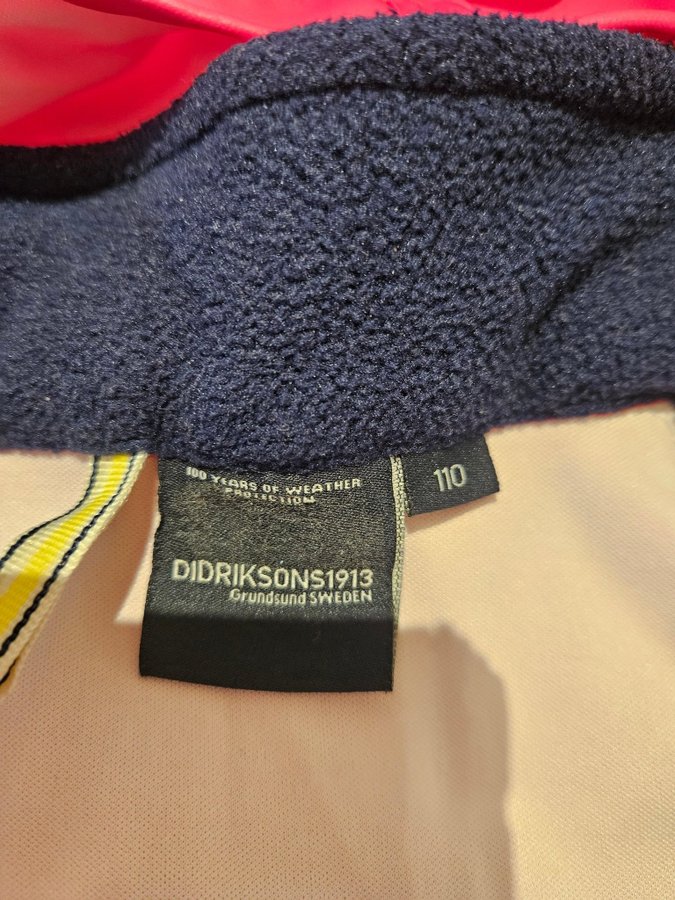 100 YEARS OF WEATHER
PROTECTION
DIDRIKSONS1913
Grundsund SWEDEN
110